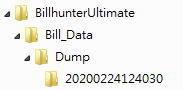 BillhunterUltimate
Bill_Data
Dump
20200224124030